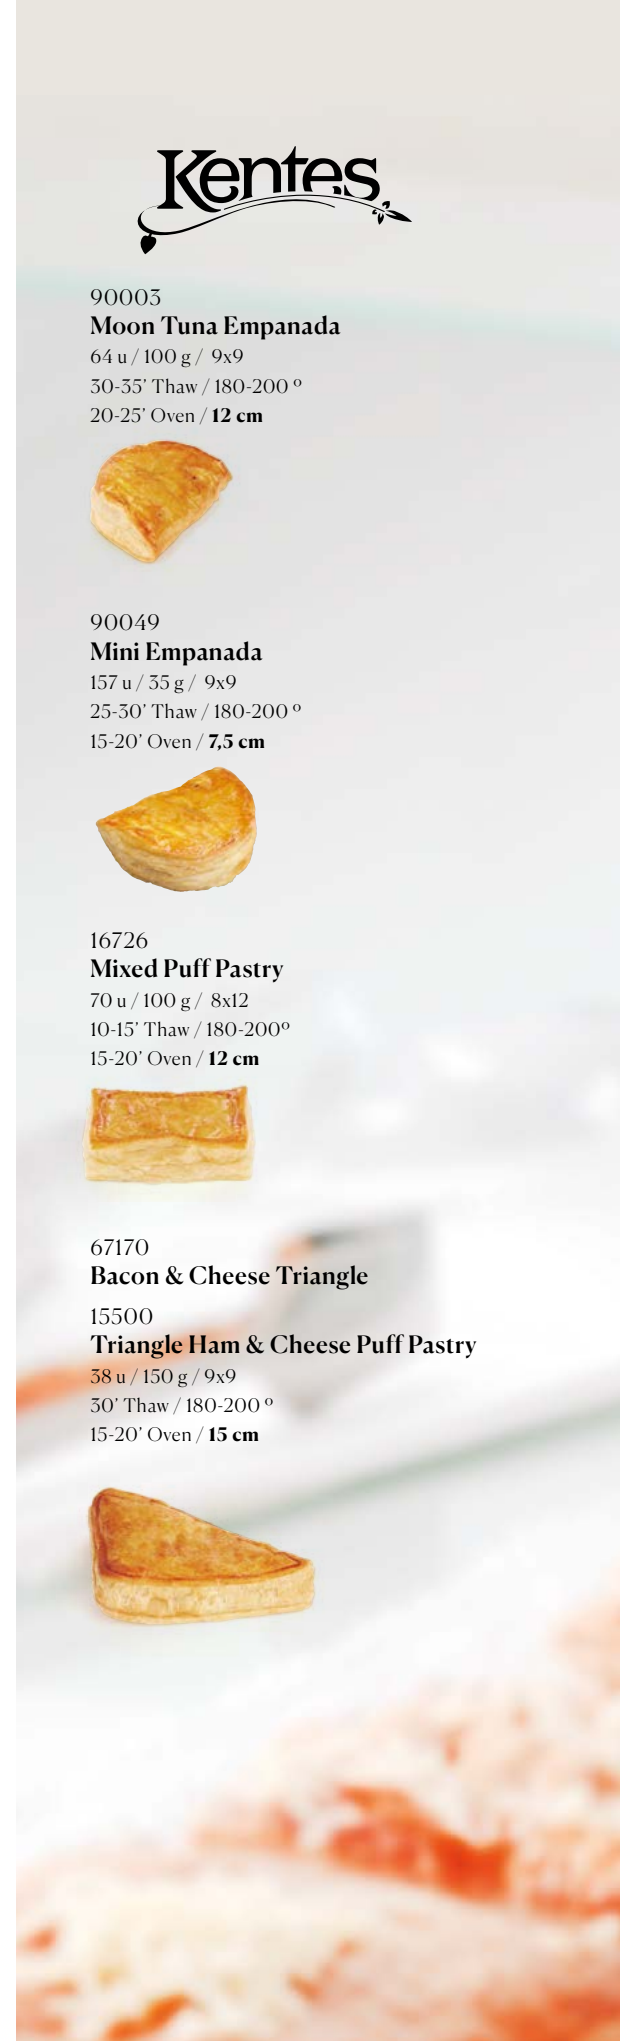 Kentes
90003
Moon Tuna Empanada
64 u / 100 g / 9x9
30-35’ Thaw / 180-200 º
20-25’ Oven / 12 cm
90049
Mini Empanada
157 u / 35 g / 9x9
25-30’ Thaw / 180-200 º
15-20’ Oven / 7,5 cm
16726
Mixed Puff Pastry
70 u / 100 g / 8x12
10-15’ Thaw / 180-200º
15-20’ Oven / 12 cm
67170
Bacon & Cheese Triangle
15500
Triangle Ham & Cheese Puff Pastry
38 u / 150 g / 9x9
30’ Thaw / 180-200 º
15-20’ Oven / 15 cm